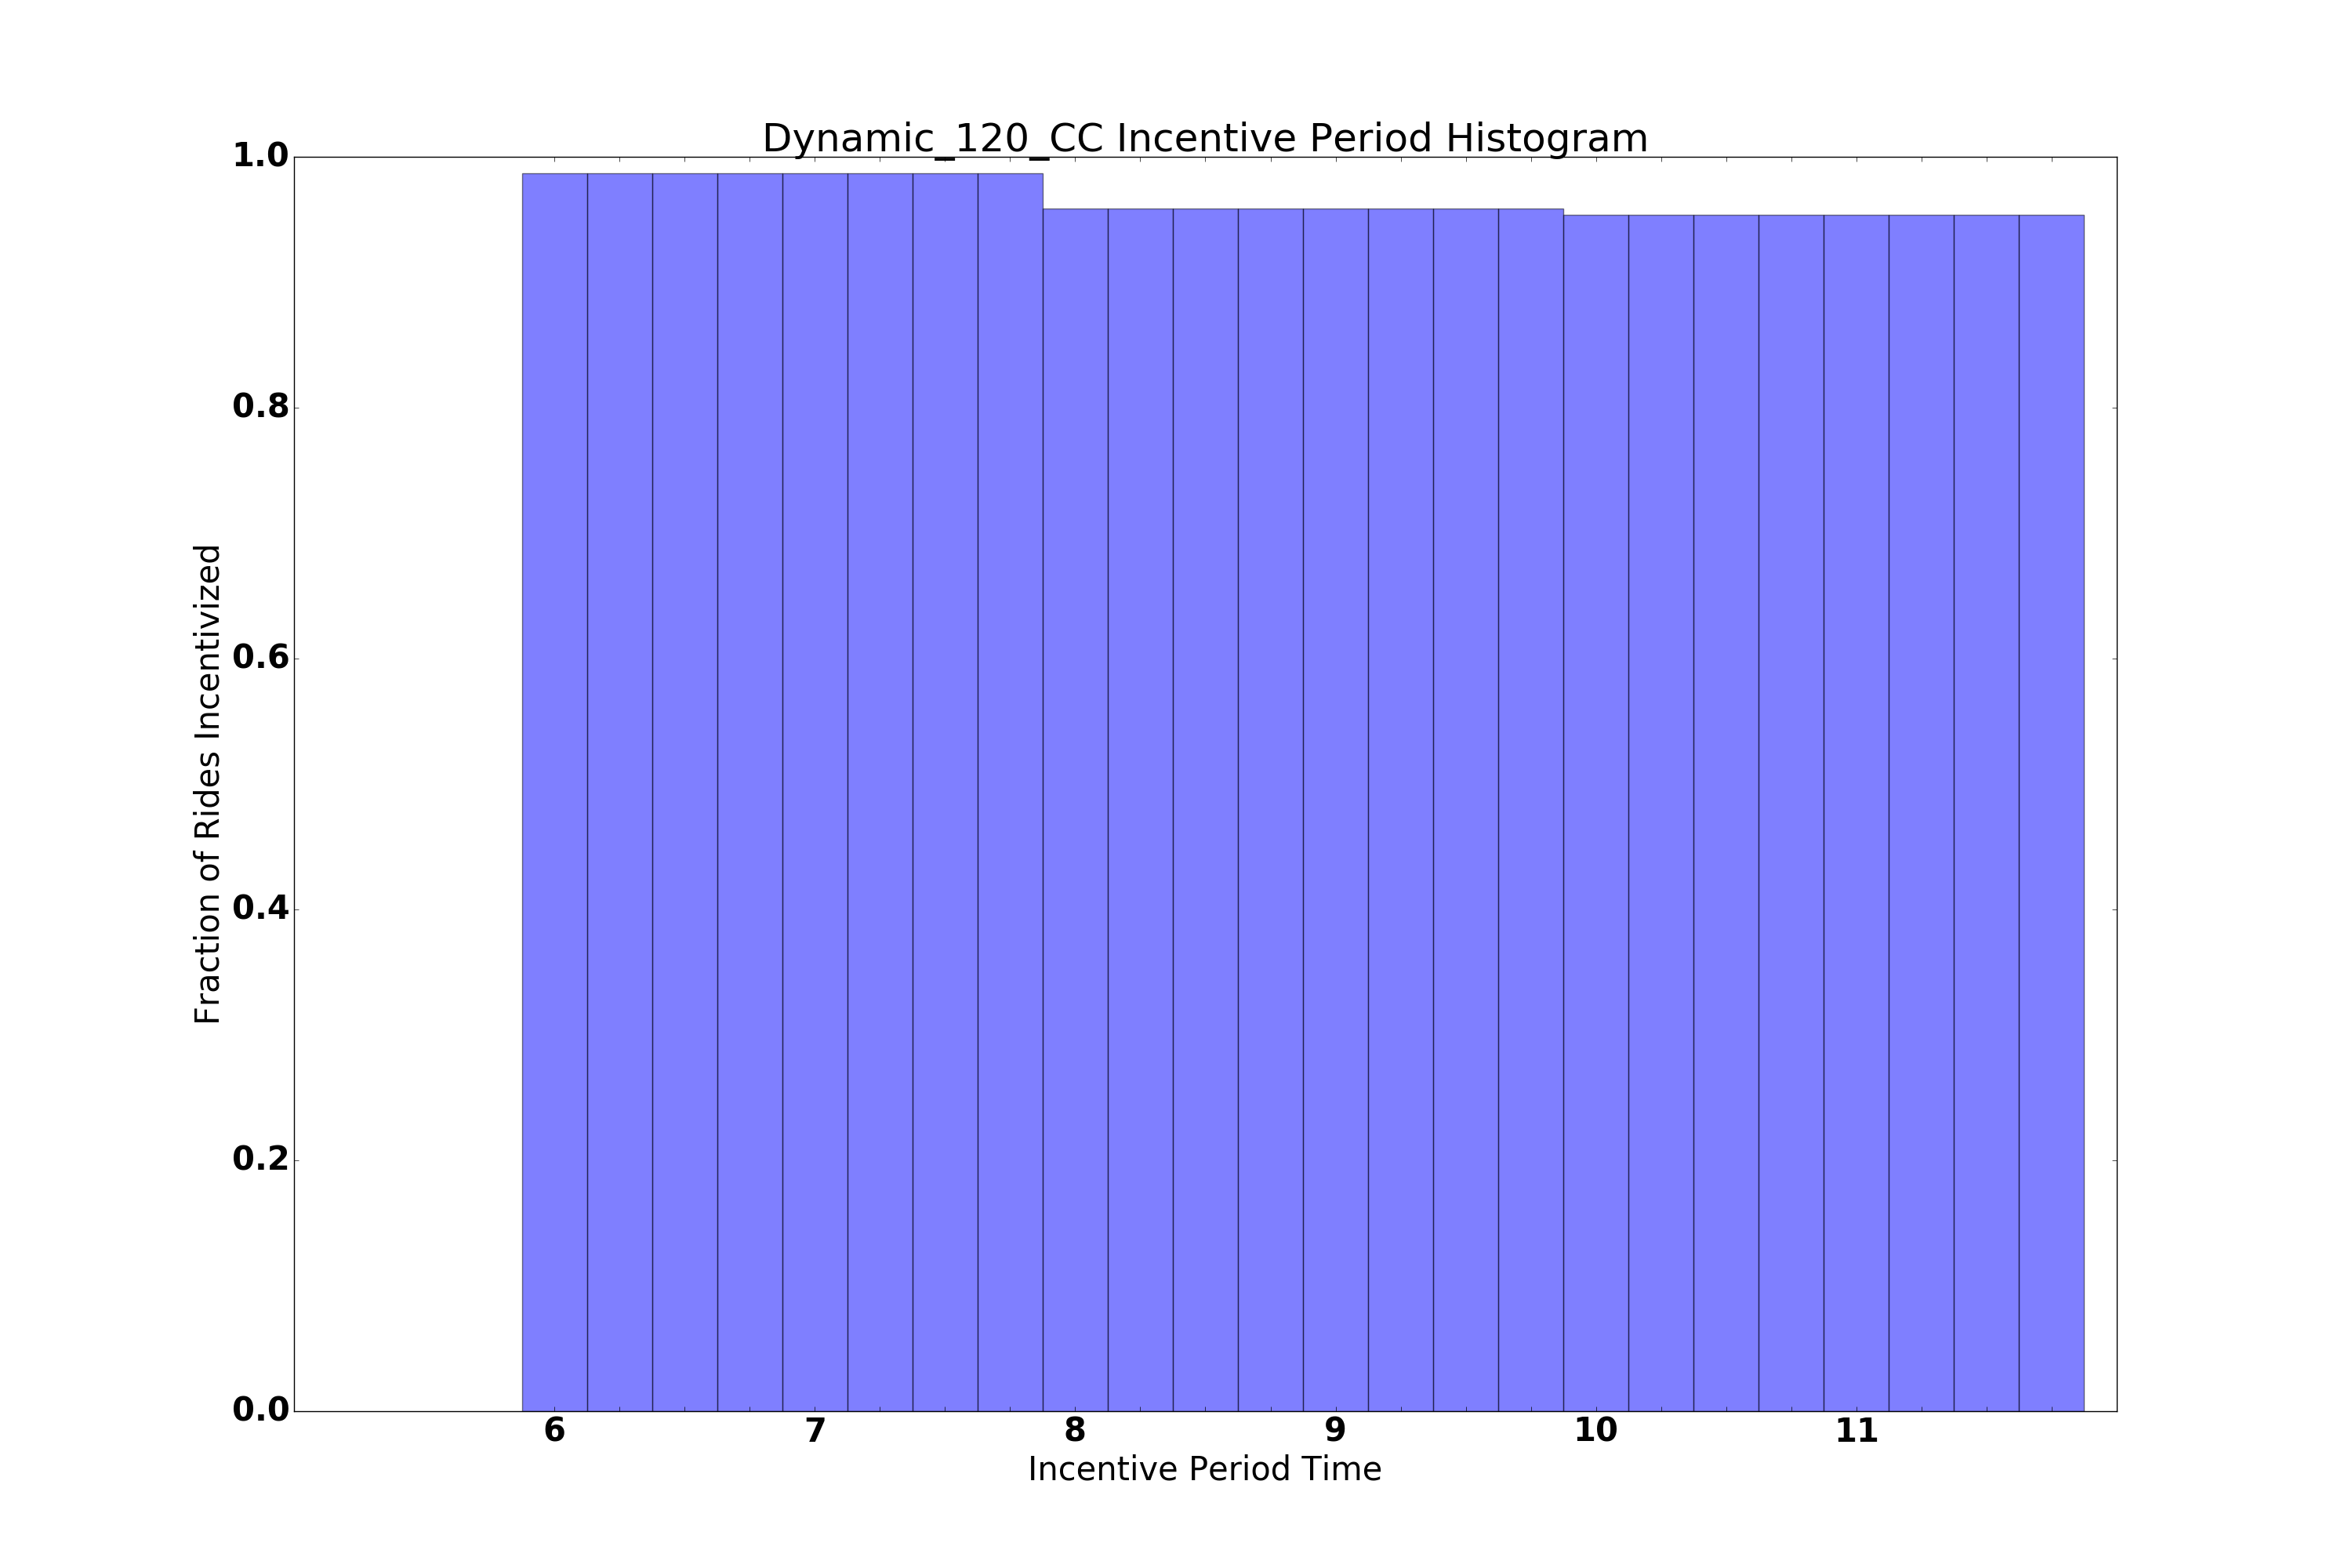 Dynamic_120_CC Incentive Period Histogram
1.0
0.8
0.6
0.4
0.2
0.0
Fraction of Rides Incentivized
6 7 8 9 10 11
Incentive Period Time